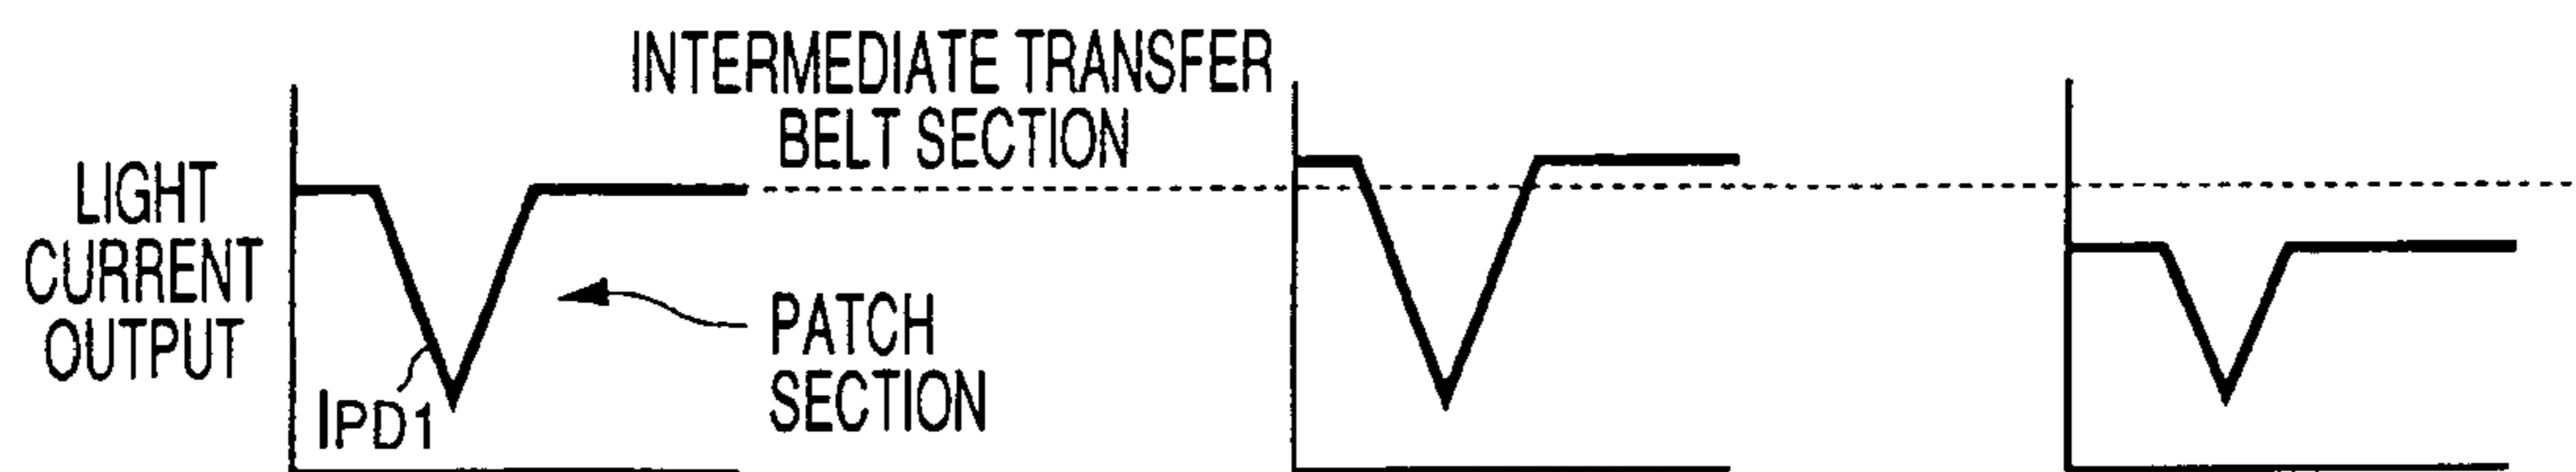 INTERMEDIATE TRANSFER
BELT SECTION
LIGHT
CURRENT
OUTPUT
PATCH
SECTION
IPD1